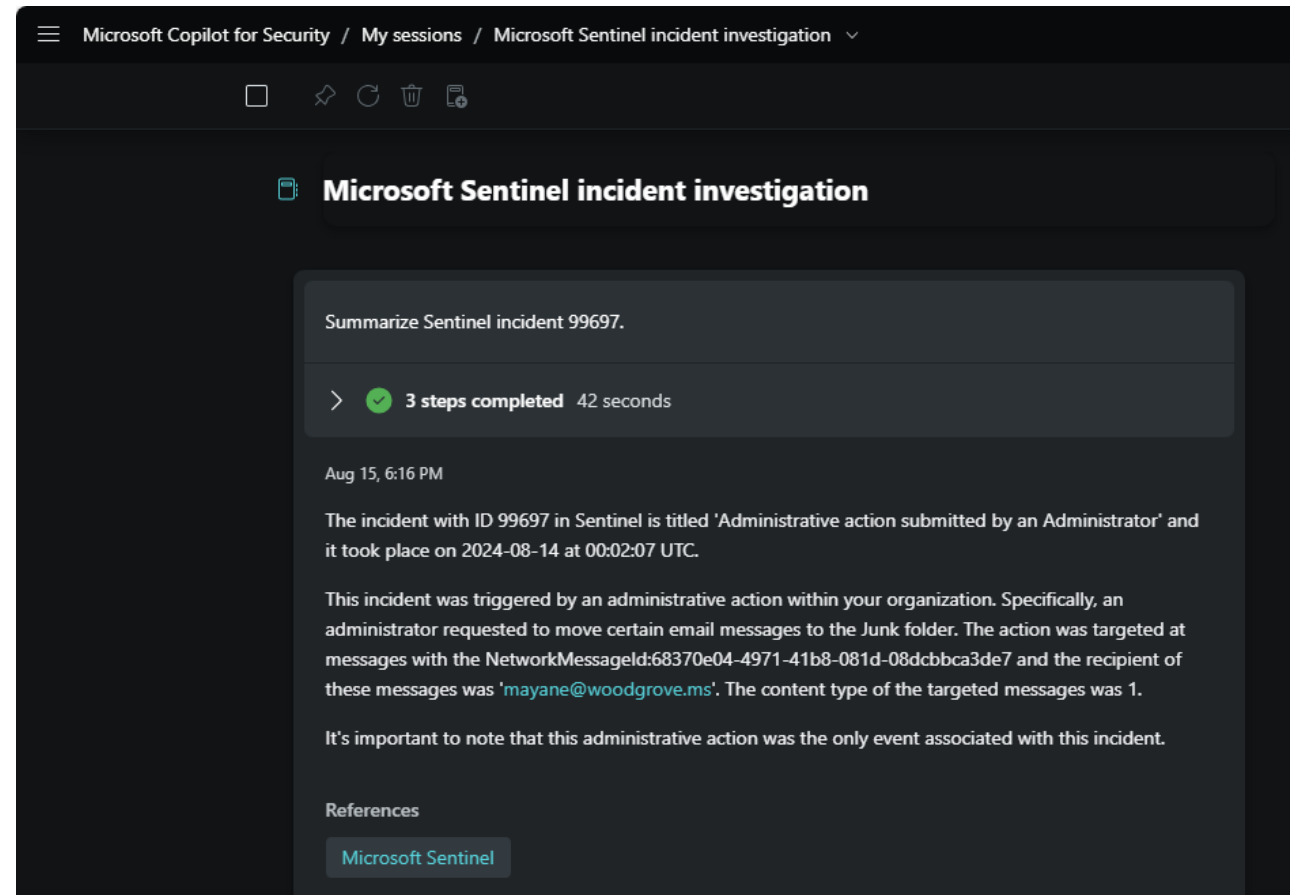 Microsoft Copilot for Security / My sessions / Microsoft Sentinel incident investigation
Microsoft Sentinel incident investigation
Summarize Sentinel incident 99697.
3 steps completed 42 seconds
Aug 15, 6:16 PM
The incident with ID 99697 in Sentinel is titled 'Administrative action submitted by an Administrator' and
it took place on 2024-08-14 at 00:02:07 UTC.
This incident was triggered by an administrative action within your organization. Specifically, an
administrator requested to move certain email messages to the Junk folder. The action was targeted at
messages with the NetworkMessageId:68370e04-4971-41b8-081d-08dcbbca3de7 and the recipient of
these messages was 'mayane@woodgrove.ms'. The content type of the targeted messages was 1.
It's important to note that this administrative action was the only event associated with this incident.
References
Microsoft Sentinel